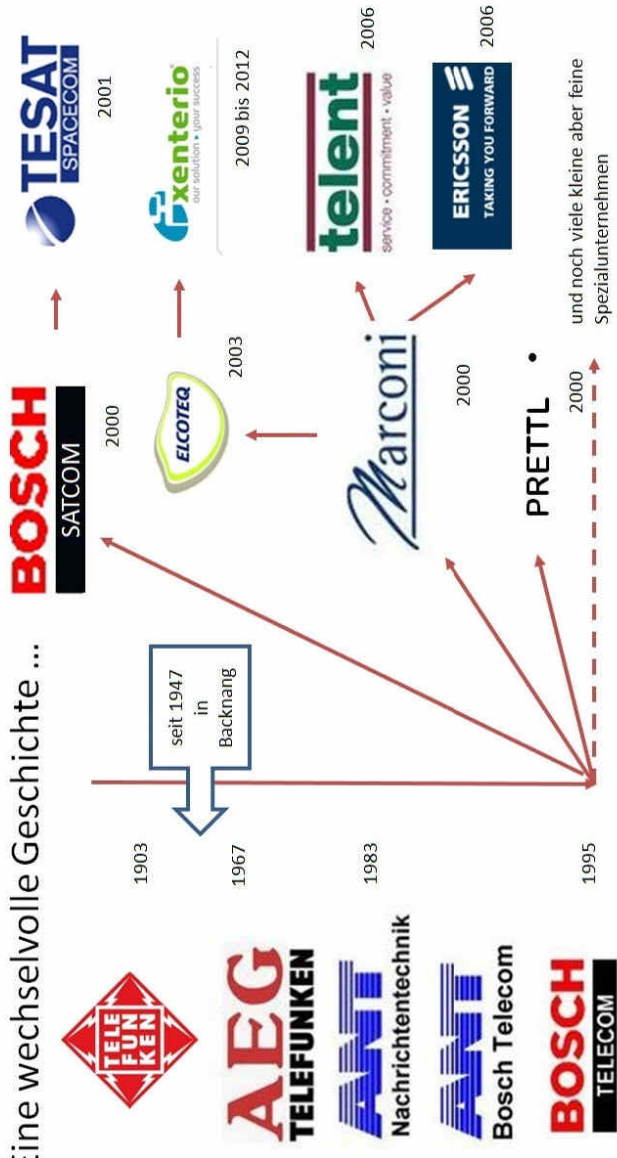 Eine wechselvolle Geschichte ...
TELE
FUN
KEN
1903
AEG
TELEFUNKEN
1967
ANT
Nachrichtentechnik
1983
ANT
Bosch Telecom
BOSCH
TELECOM
1995
seit 1947
in
Backnang
BOSCH
SATCOM
2000
TESAT
SPACECOM
2001
ELCOTEQ
2003
xenterio
our solution • your success
2009 bis 2012
Marconi
2000
telent
service • commitment • value
2006
ERICSSON
TAKING YOU FORWARD
2006
PRETTL
2000
und noch viele kleine aber feine
Spezialunternehmen